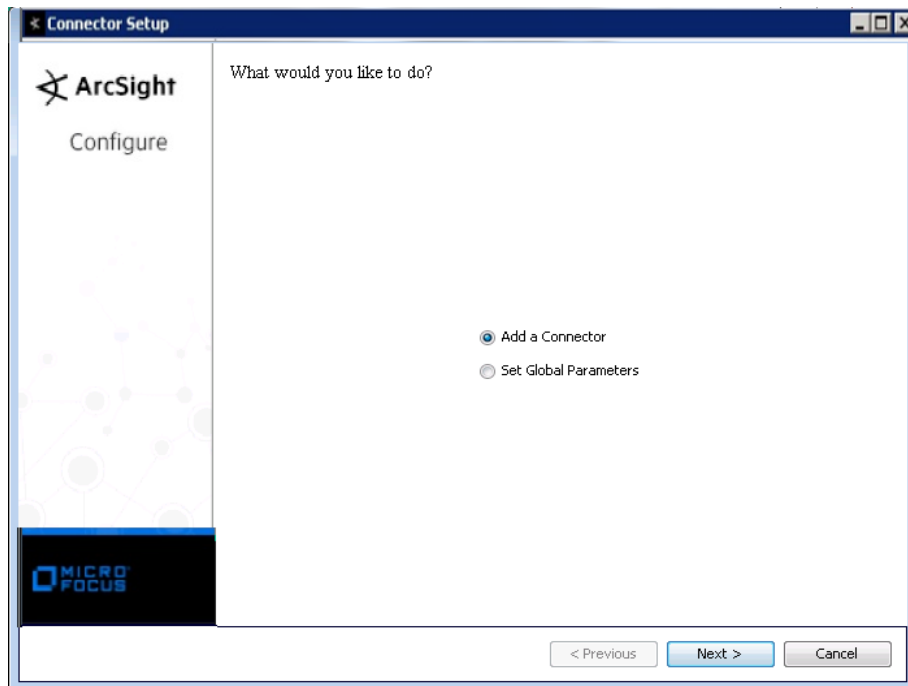 Connector Setup
ArcSight
Configure
What would you like to do?
Add a Connector
Set Global Parameters
MICRO
FOCUS
< Previous
Next >
Cancel